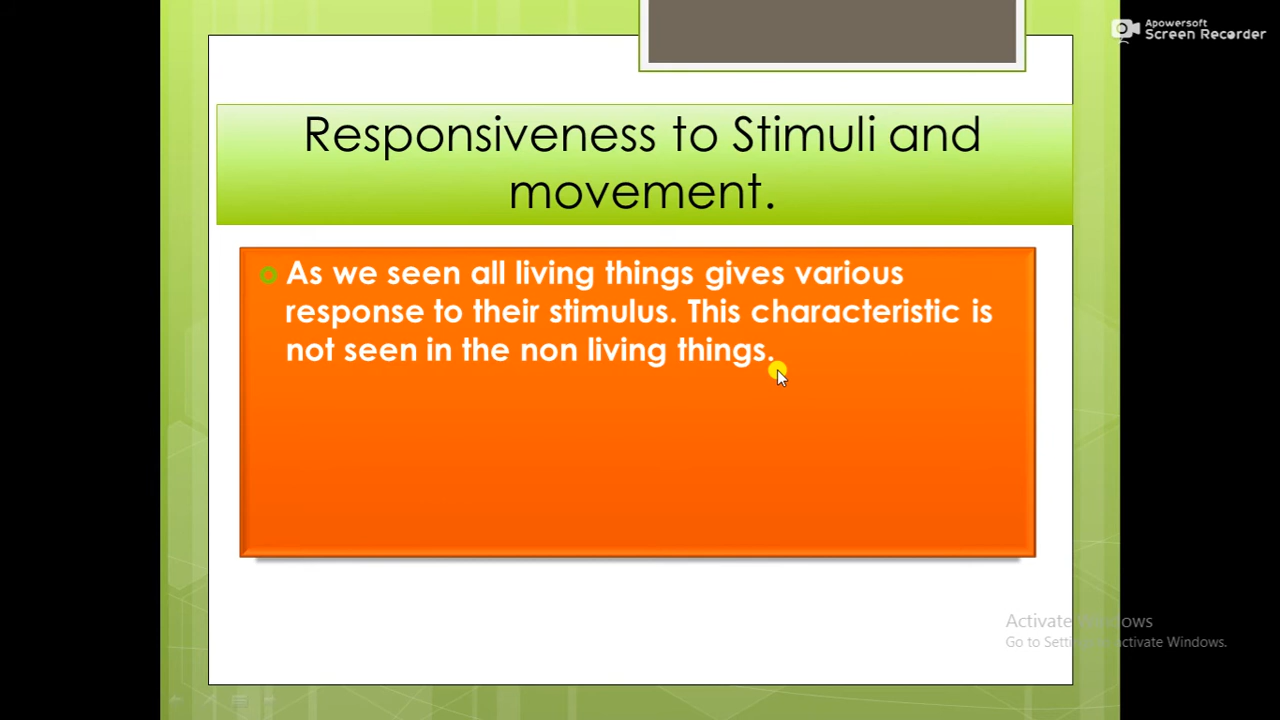 Apowersoft
Screen Recorder
Responsiveness to Stimuli and
movement.
As we seen all living things gives various
response to their stimulus. This characteristic is
not seen in the non living things.
Activate Windows
Go to Settings to activate Windows.